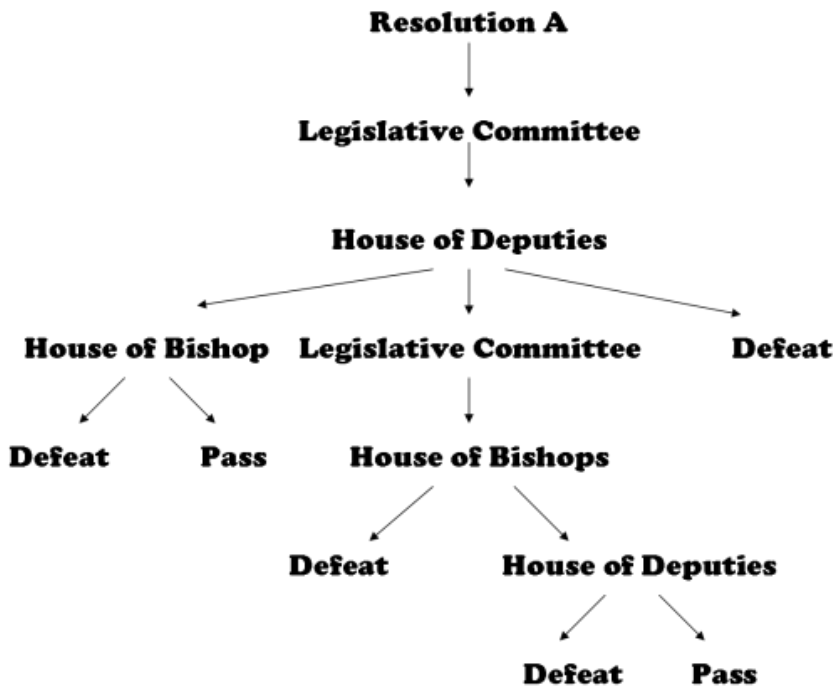 Resolution A
Legislative Committee
House of Deputies
House of Bishop Legislative Committee Defeat
Defeat Pass House of Bishops
Defeat House of Deputies
Defeat Pass